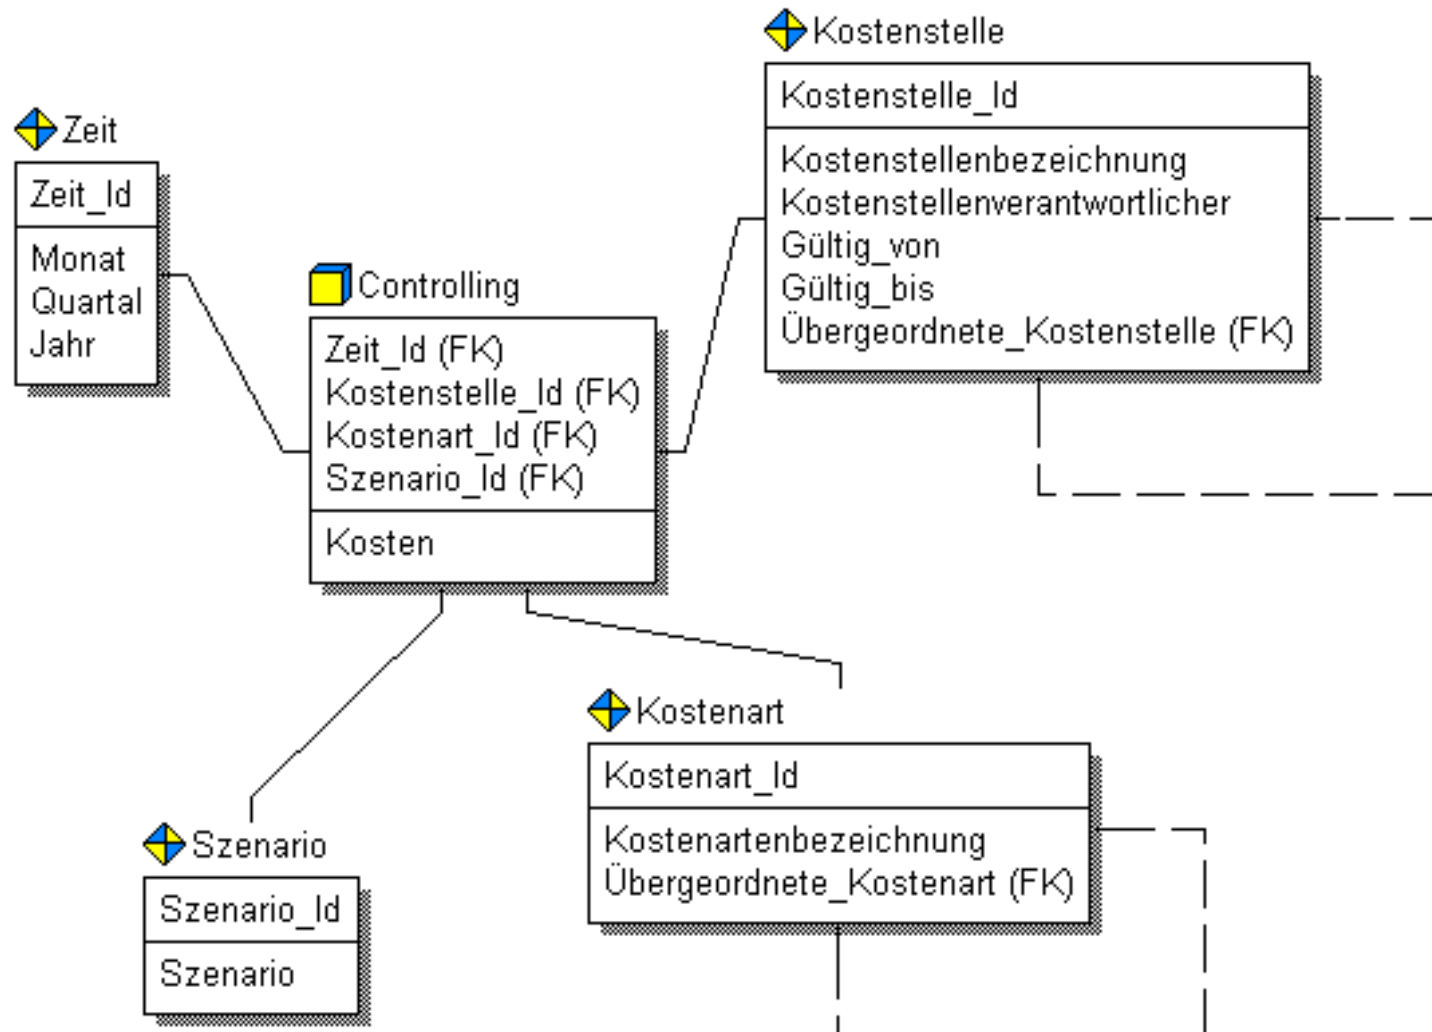 Kostenstelle
Kostenstelle_Id
Kostenstellenbezeichnung
Kostenstellenverantwortlicher
Gültig_von
Gültig_bis
Übergeordnete_Kostenstelle (FK)
Zeit
Zeit_Id
Monat
Quartal
Jahr
Controlling
Zeit_Id (FK)
Kostenstelle_Id (FK)
Kostenart_Id (FK)
Szenario_Id (FK)
Kosten
Kostenart
Kostenart_Id
Kostenartenbezeichnung
Übergeordnete_Kostenart (FK)
Szenario
Szenario_Id
Szenario